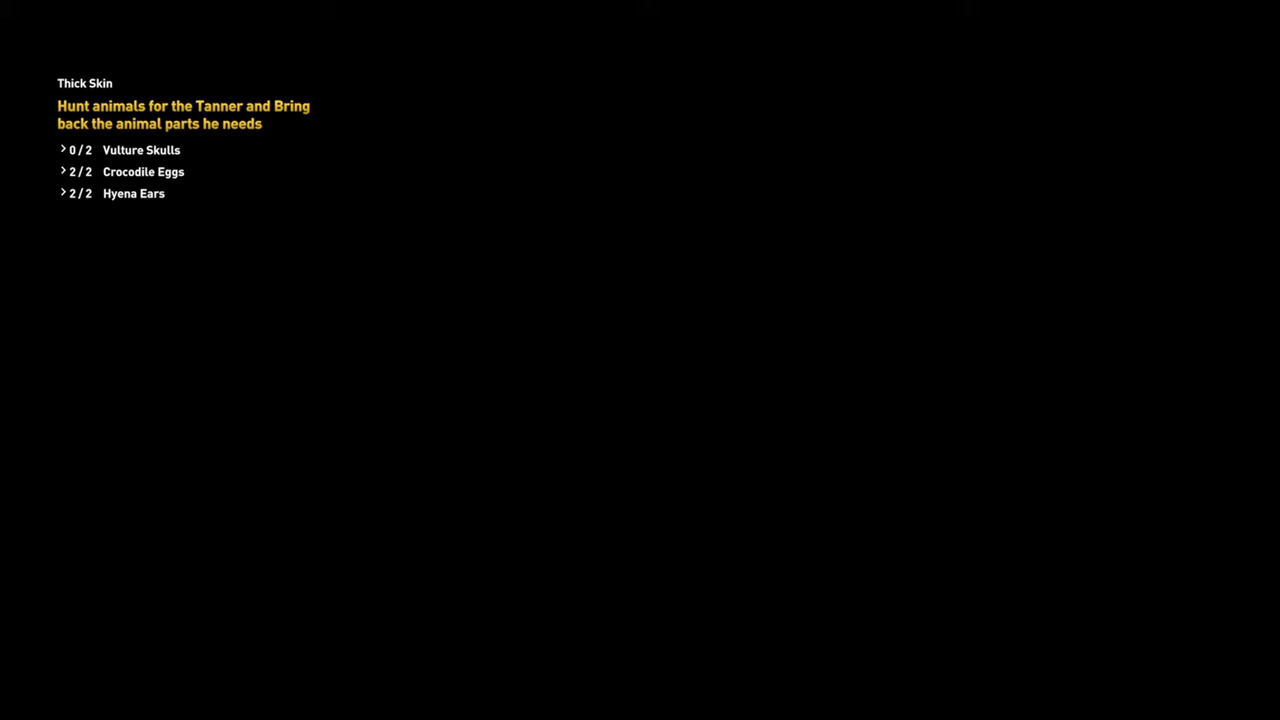 Thick Skin
Hunt animals for the Tanner and Bring
back the animal parts he needs
> 0 / 2 Vulture Skulls
> 2 / 2 Crocodile Eggs
> 2 / 2 Hyena Ears